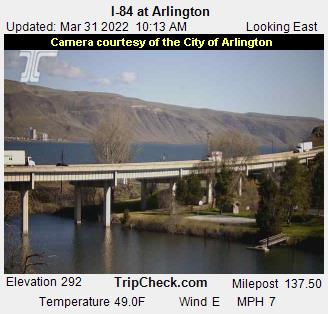 I-84 at Arlington
Updated: Mar 31 2022 10:13 AM Looking East
Camera courtesy of the City of Arlington
Elevation 292 TripCheck.com Milepost 137.50
Temperature 49.0F Wind E MPH 7